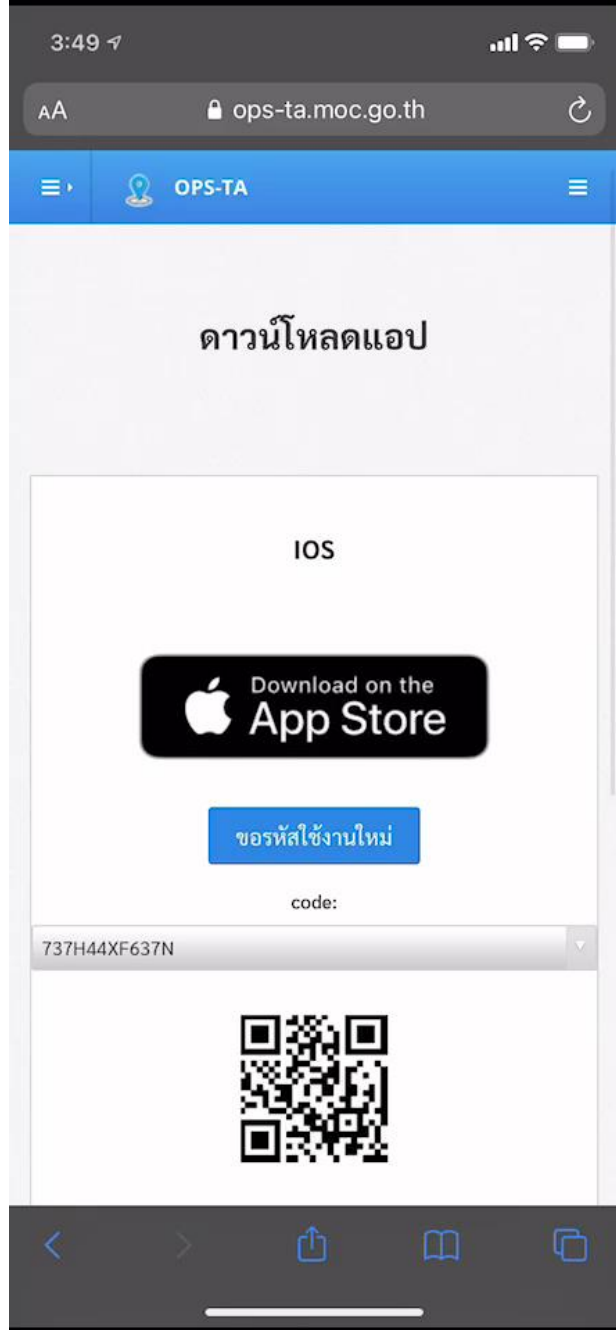 3:49
AA ops-ta.moc.go.th
OPS-TA
ดาวน์โหลดแอป
IOS
Download on the
App Store
ขอรหัสใช้งานใหม่
code:
737H44XF637N